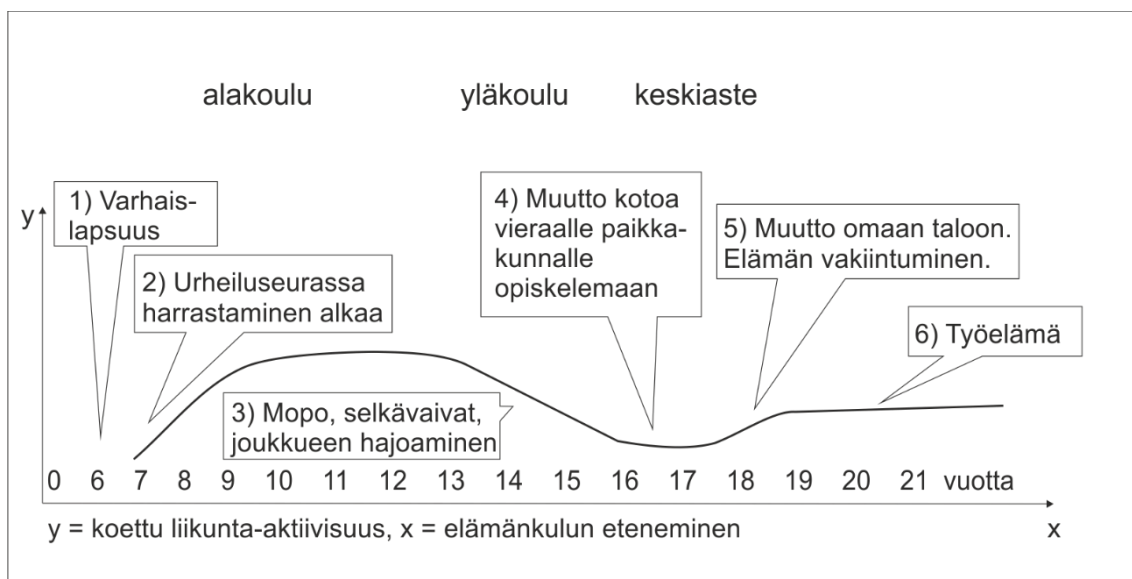 alakoulu yläkoulu keskiaste
y
1) Varhais-
lapsuus
2) Urheiluseurassa
harrastaminen alkaa
3) Mopo, selkävaivat,
joukkueen hajoaminen
4) Muutto kotoa
vieraalle paikka-
kunnalle
opiskelemaan
5) Muutto omaan taloon.
Elämän vakiintuminen.
6) Työelämä
0 6 7 8 9 10 11 12 13 14 15 16 17 18 19 20 21 vuotta
y = koettu liikunta-aktiivisuus, x = elämänkulun eteneminen x